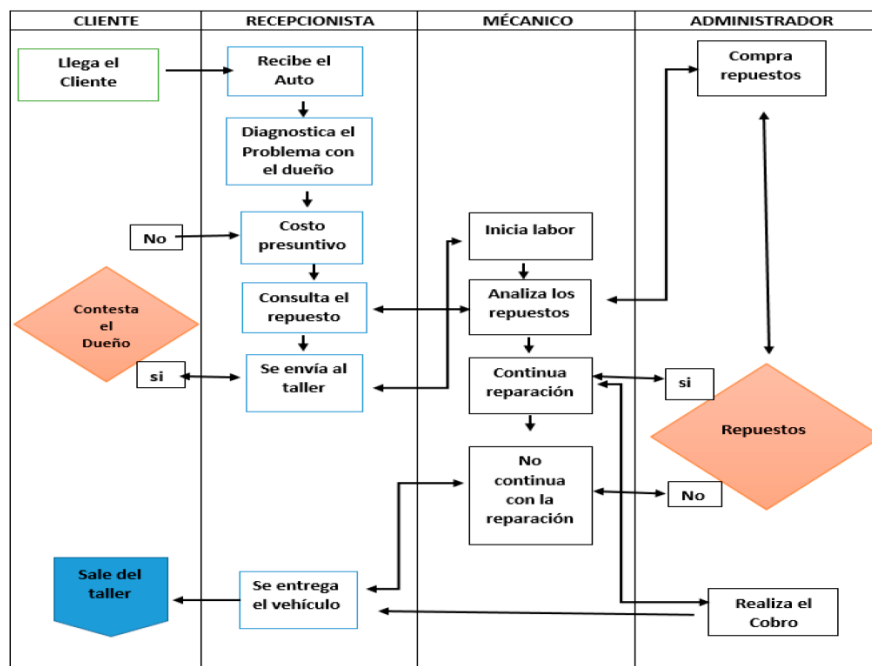 CLIENTE
RECEPCIONISTA
MÉCANICO
ADMINISTRADOR
Llega el
Cliente
Recibe el
Auto
Compra
repuestos
Diagnostica el
Problema con
el dueño
No
Costo
presuntivo
Inicia labor
Contesta
el
Dueño
Consulta el
repuesto
Analiza los
repuestos
si
Se envía al
taller
Continua
reparación
si
Repuestos
No
continua
con la
reparación
No
Sale del
taller
Se entrega
el vehículo
Realiza el
Cobro